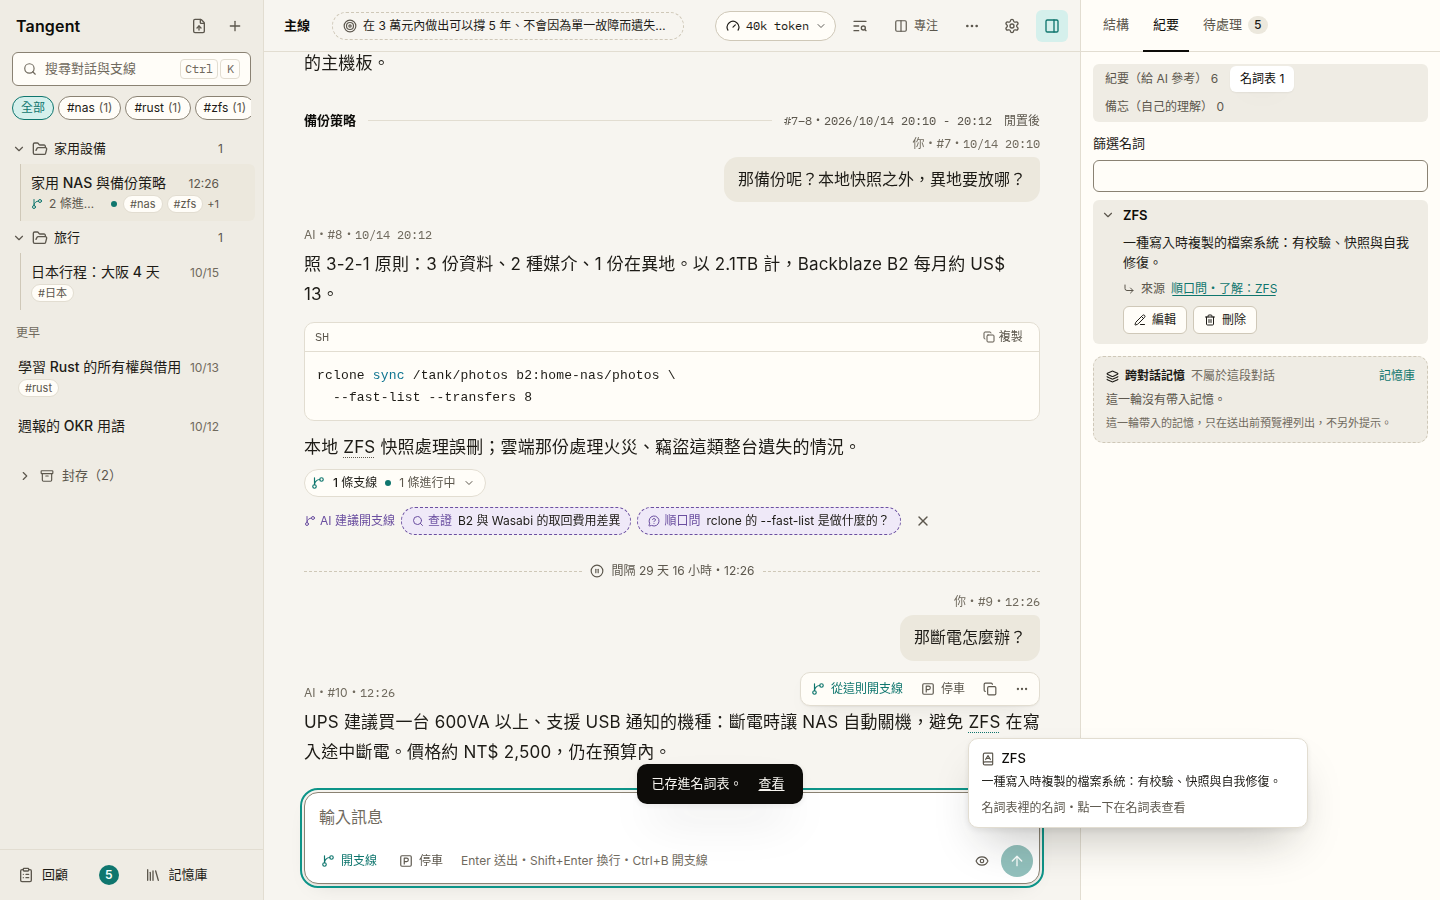 Tangent
搜尋對話與支線 Ctrl K
全部 #nas (1) #rust (1) #zfs (1)
家用設備 1
家用 NAS 與備份策略 12:26
2 條進… #nas #zfs +1
旅行 1
日本行程：大阪 4 天 10/15
#日本
更早
學習 Rust 的所有權與借用 10/13
#rust
週報的 OKR 用語 10/12
封存（2）
回顧 5 記憶庫
主線 在 3 萬元內做出可以撐 5 年、不會因為單一故障而遺失… 40k token 專注
的主機板。
備份策略 #7–8・2026/10/14 20:10 - 20:12 閒置後
你・#7・10/14 20:10
那備份呢？本地快照之外，異地要放哪？
AI・#8・10/14 20:12
照 3-2-1 原則：3 份資料、2 種媒介、1 份在異地。以 2.1TB 計，Backblaze B2 每月約 US$
13。
SH 複製
rclone sync /tank/photos b2:home-nas/photos \
--fast-list --transfers 8
本地 ZFS 快照處理誤刪；雲端那份處理火災、竊盜這類整台遺失的情況。
1 條支線 1 條進行中
AI 建議開支線 查證 B2 與 Wasabi 的取回費用差異 順口問 rclone 的 --fast-list 是做什麼的？
間隔 29 天 16 小時・12:26
你・#9・12:26
那斷電怎麼辦？
從這則開支線 P 停車
AI・#10・12:26
UPS 建議買一台 600VA 以上、支援 USB 通知的機種：斷電時讓 NAS 自動關機，避免 ZFS 在寫
入途中斷電。價格約 NT$ 2,500，仍在預算內。
已存進名詞表。 查看
輸入訊息
開支線 P 停車 Enter 送出・Shift+Enter 換行・Ctrl+B 開支線
結構 紀要 待處理 5
紀要（給 AI 參考） 6 名詞表 1
備忘（自己的理解） 0
篩選名詞
ZFS
一種寫入時複製的檔案系統：有校驗、快照與自我
修復。
來源 順口問・了解：ZFS
編輯 刪除
跨對話記憶 不屬於這段對話 記憶庫
這一輪沒有帶入記憶。
這一輪帶入的記憶，只在送出前預覽裡列出，不另外提示。
ZFS
一種寫入時複製的檔案系統：有校驗、快照與自我修復。
名詞表裡的名詞・點一下在名詞表查看